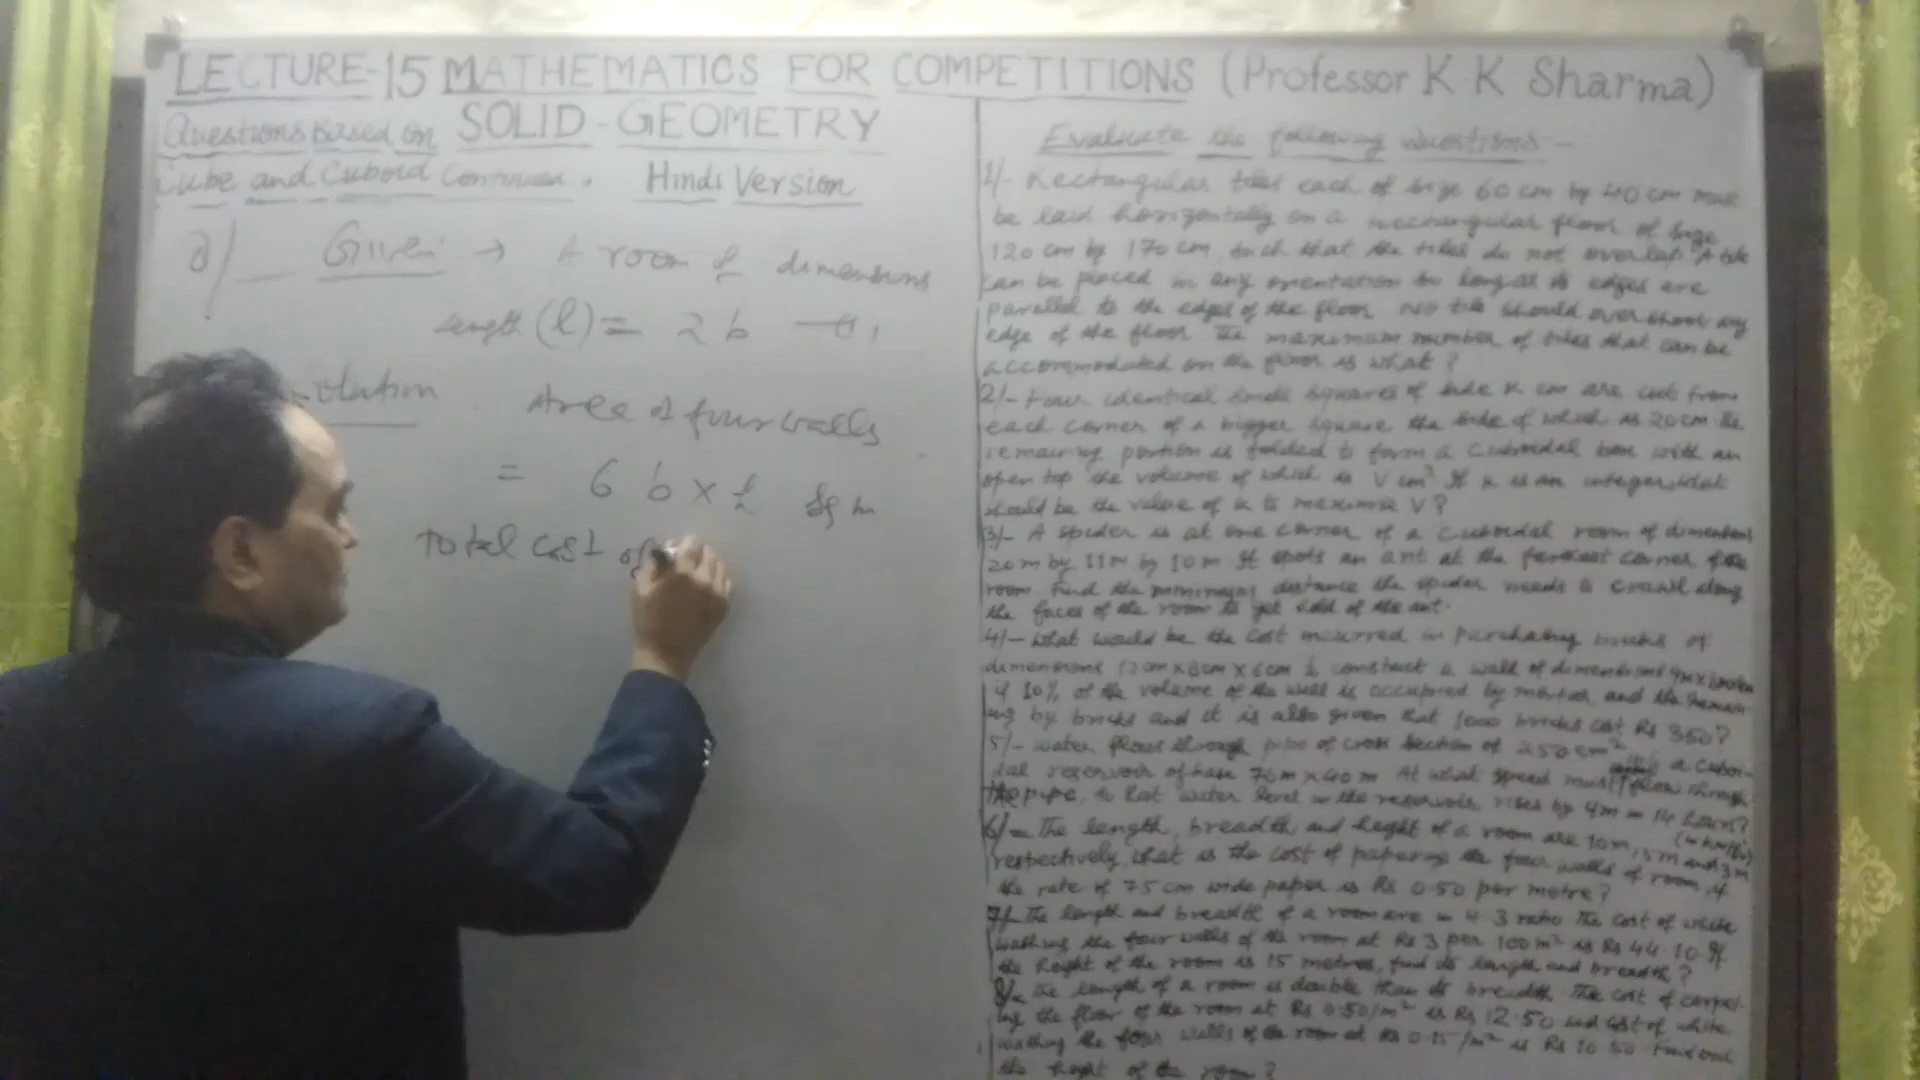 LECTURE-15 MATHEMATICS FOR COMPETITIONS (Professor K K Sharma)
SOLID-GEOMETRY
Questions Based on
Cube and Cuboid Continued. Hindi Version
8/ Given → A room of dimensions
Length (l) = 2b
Solution Area of four walls
= 6 b x h Sq m
Total cost of
Evaluate the following Questions -
1/- Rectangular tiles each of size 60 cm by 40 cm must
be laid horizontally on a rectangular floor of size
120 cm by 170 cm, such that the tiles do not overlap. A tile
can be placed in any orientation so long as its edges are
parallel to the edges of the floor. No tile should overshoot any
edge of the floor. The maximum number of tiles that can be
accommodated on the floor is what?
2/- Four identical small squares of side x cm are cut from
each corner of a bigger square the side of which is 20 cm. The
remaining portion is folded to form a cuboidal box with an
open top the volume of which is V cm³. If x is an integer, what
should be the value of x to maximise V?
3/- A spider is at one corner of a cuboidal room of dimensions
20m by 11m by 10m. It spots an ant at the farthest corner of the
room. Find the minimum distance the spider needs to crawl along
the faces of the room to get hold of the ant.
4/- What would be the cost incurred in purchasing bricks of
dimensions 12cm x 8cm x 6cm to construct a wall of dimensions
if 10% of the volume of the wall is occupied by mortar and the remain-
ing by bricks and it is also given that 1000 bricks cost Rs 350?
5/- Water flows through pipe of cross section of 250 cm² into a cuboi-
dal reservoir of base 70m x 40 m. At what speed must flow through
the pipe, so that water level in the reservoir rises by 4m in 14 hours?
(in km/hr)
6/- The length, breadth and height of a room are 10m, 5m and 3m
respectively, what is the cost of papering the four walls of room if
the rate of 75 cm wide paper is Rs 0.50 per metre?
7/- The length and breadth of a room are in 4:3 ratio. The cost of white
washing the four walls of the room at Rs 3 per 100 m² is Rs 44.10. If
the height of the room is 15 metres, find its length and breadth?
8/- The length of a room is double than its breadth. The cost of carpet-
ing the floor of the room at Rs 0.50/m² is Rs 12.50 and cost of white
washing the four walls of the room at Rs 0.15/m² is Rs 10.50. Find out
the height of the room?